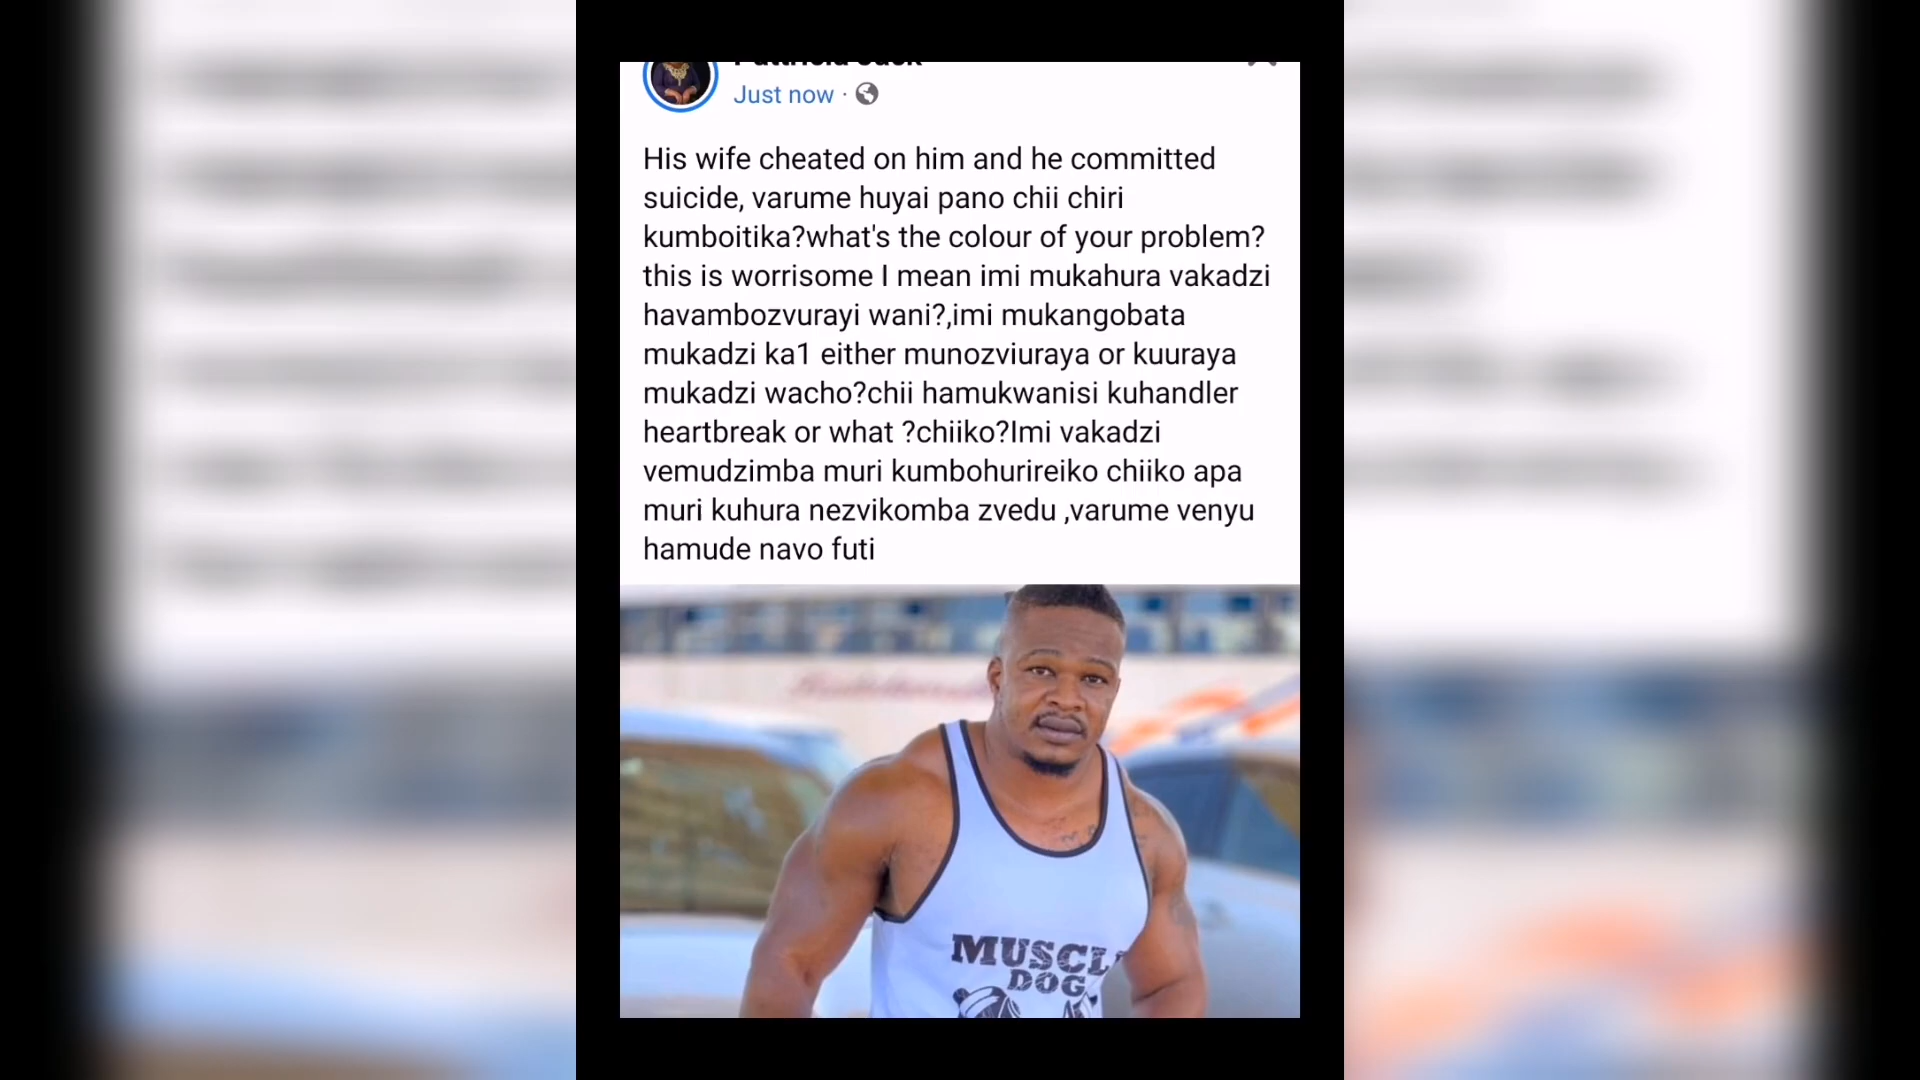 Just now ·
His wife cheated on him and he committed
suicide, varume huyai pano chii chiri
kumboitika?what's the colour of your problem?
this is worrisome I mean imi mukahura vakadzi
havambozvurayi wani?,imi mukangobata
mukadzi ka1 either munozviuraya or kuuraya
mukadzi wacho?chii hamukwanisi kuhandler
heartbreak or what ?chiiko?Imi vakadzi
vemudzimba muri kumbohurireiko chiiko apa
muri kuhura nezvikomba zvedu ,varume venyu
hamude navo futi
MUSCLE
DOG